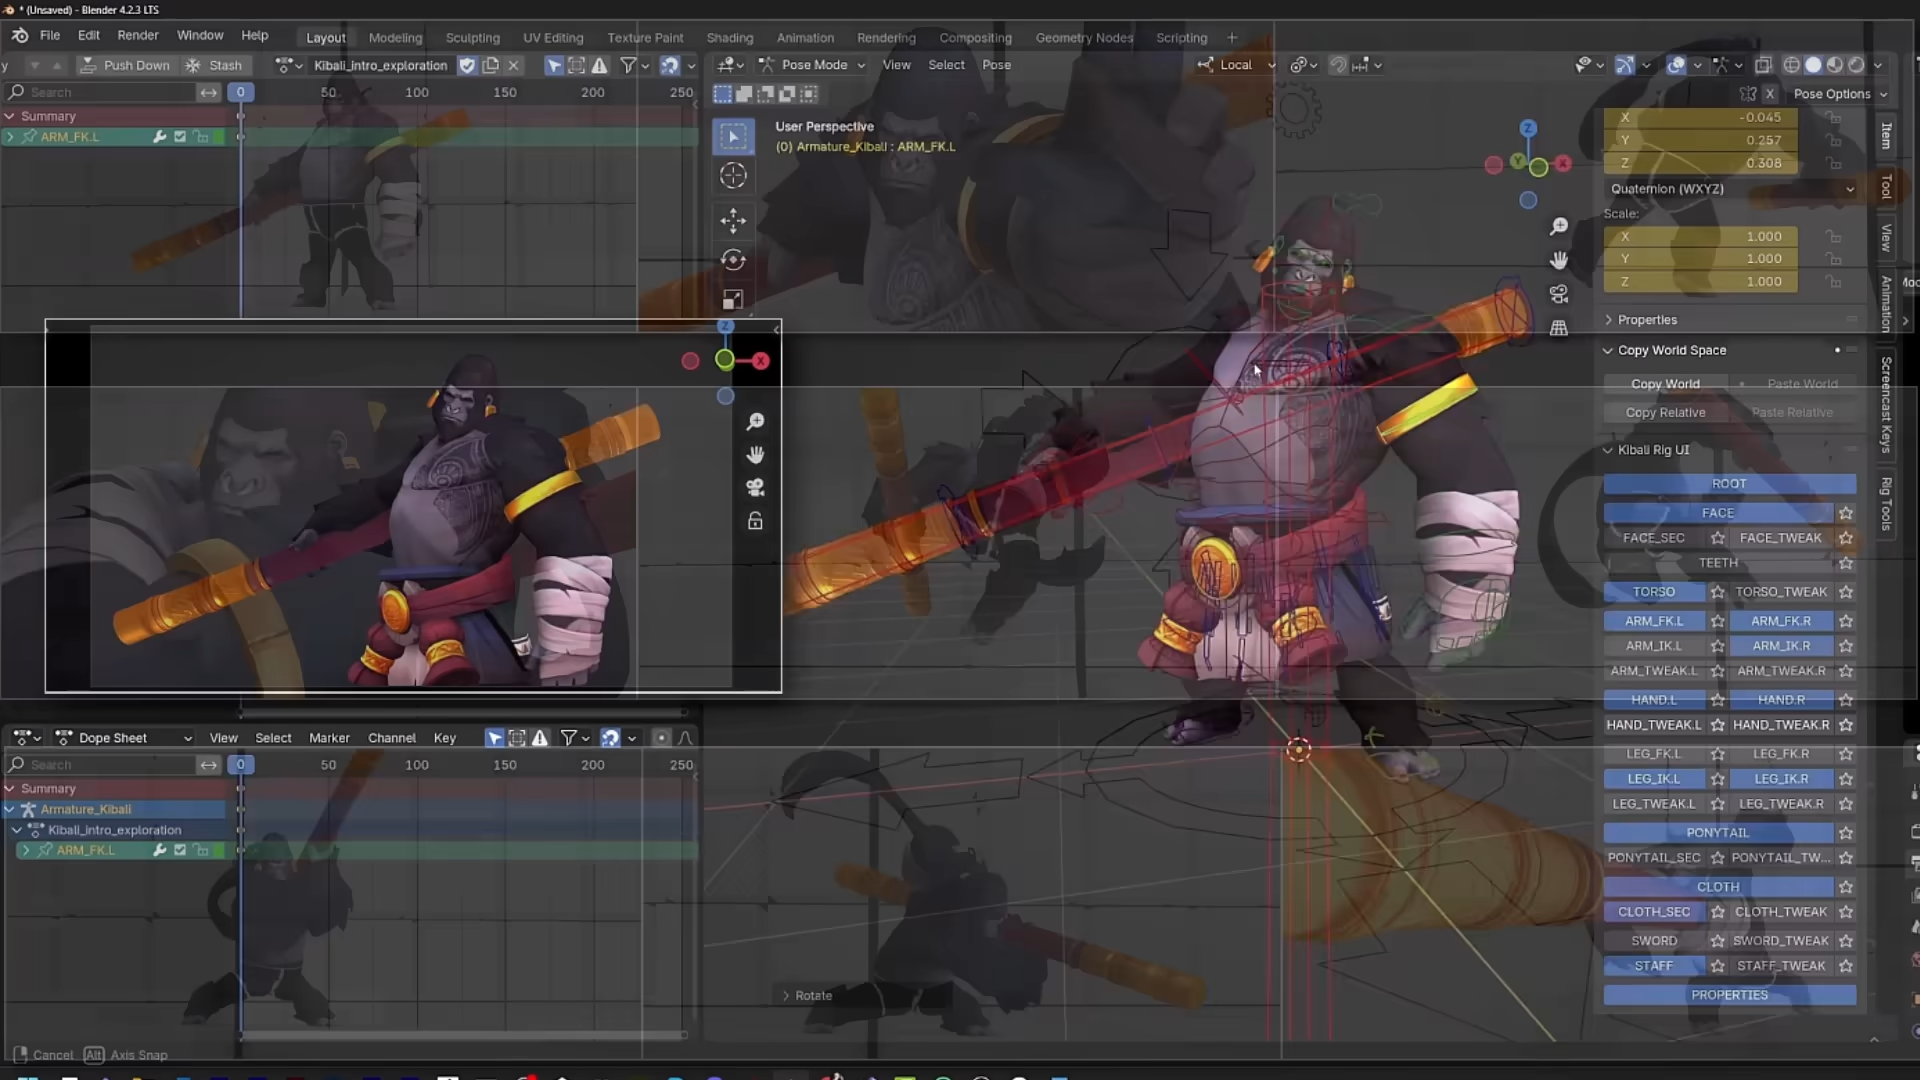 * (Unsaved) - Blender 4.2.3 LTS
File Edit Render Window Help Layout Modeling Sculpting UV Editing Texture Paint Shading Animation Rendering Compositing Geometry Nodes Scripting +
y Push Down Stash Kibali_intro_exploration Pose Mode View Select Pose Local
Search 0 50 100 150 200 250 X Pose Options
Summary
ARM_FK.L
User Perspective
(0) Armature_Kibali : ARM_FK.L
Z
Y
X
X -0.045
Y 0.257
Z 0.308
Quaternion (WXYZ)
Scale:
X 1.000
Y 1.000
Z 1.000
Properties
Copy World Space
Copy World Paste World
Copy Relative Paste Relative
Kibali Rig UI
ROOT
FACE
FACE_SEC FACE_TWEAK
TEETH
TORSO TORSO_TWEAK
ARM_FK.L ARM_FK.R
ARM_IK.L ARM_IK.R
ARM_TWEAK.L ARM_TWEAK.R
HAND.L HAND.R
HAND_TWEAK.L HAND_TWEAK.R
LEG_FK.L LEG_FK.R
LEG_IK.L LEG_IK.R
LEG_TWEAK.L LEG_TWEAK.R
PONYTAIL
PONYTAIL_SEC PONYTAIL_TW...
CLOTH
CLOTH_SEC CLOTH_TWEAK
SWORD SWORD_TWEAK
STAFF STAFF_TWEAK
PROPERTIES
Item
Tool
View
Animation
Screencast Keys
Rig Tools
Z
X
Dope Sheet View Select Marker Channel Key
Search 0 50 100 150 200 250
Summary
Armature_Kibali
Kibali_intro_exploration
ARM_FK.L
Rotate
Cancel Alt Axis Snap